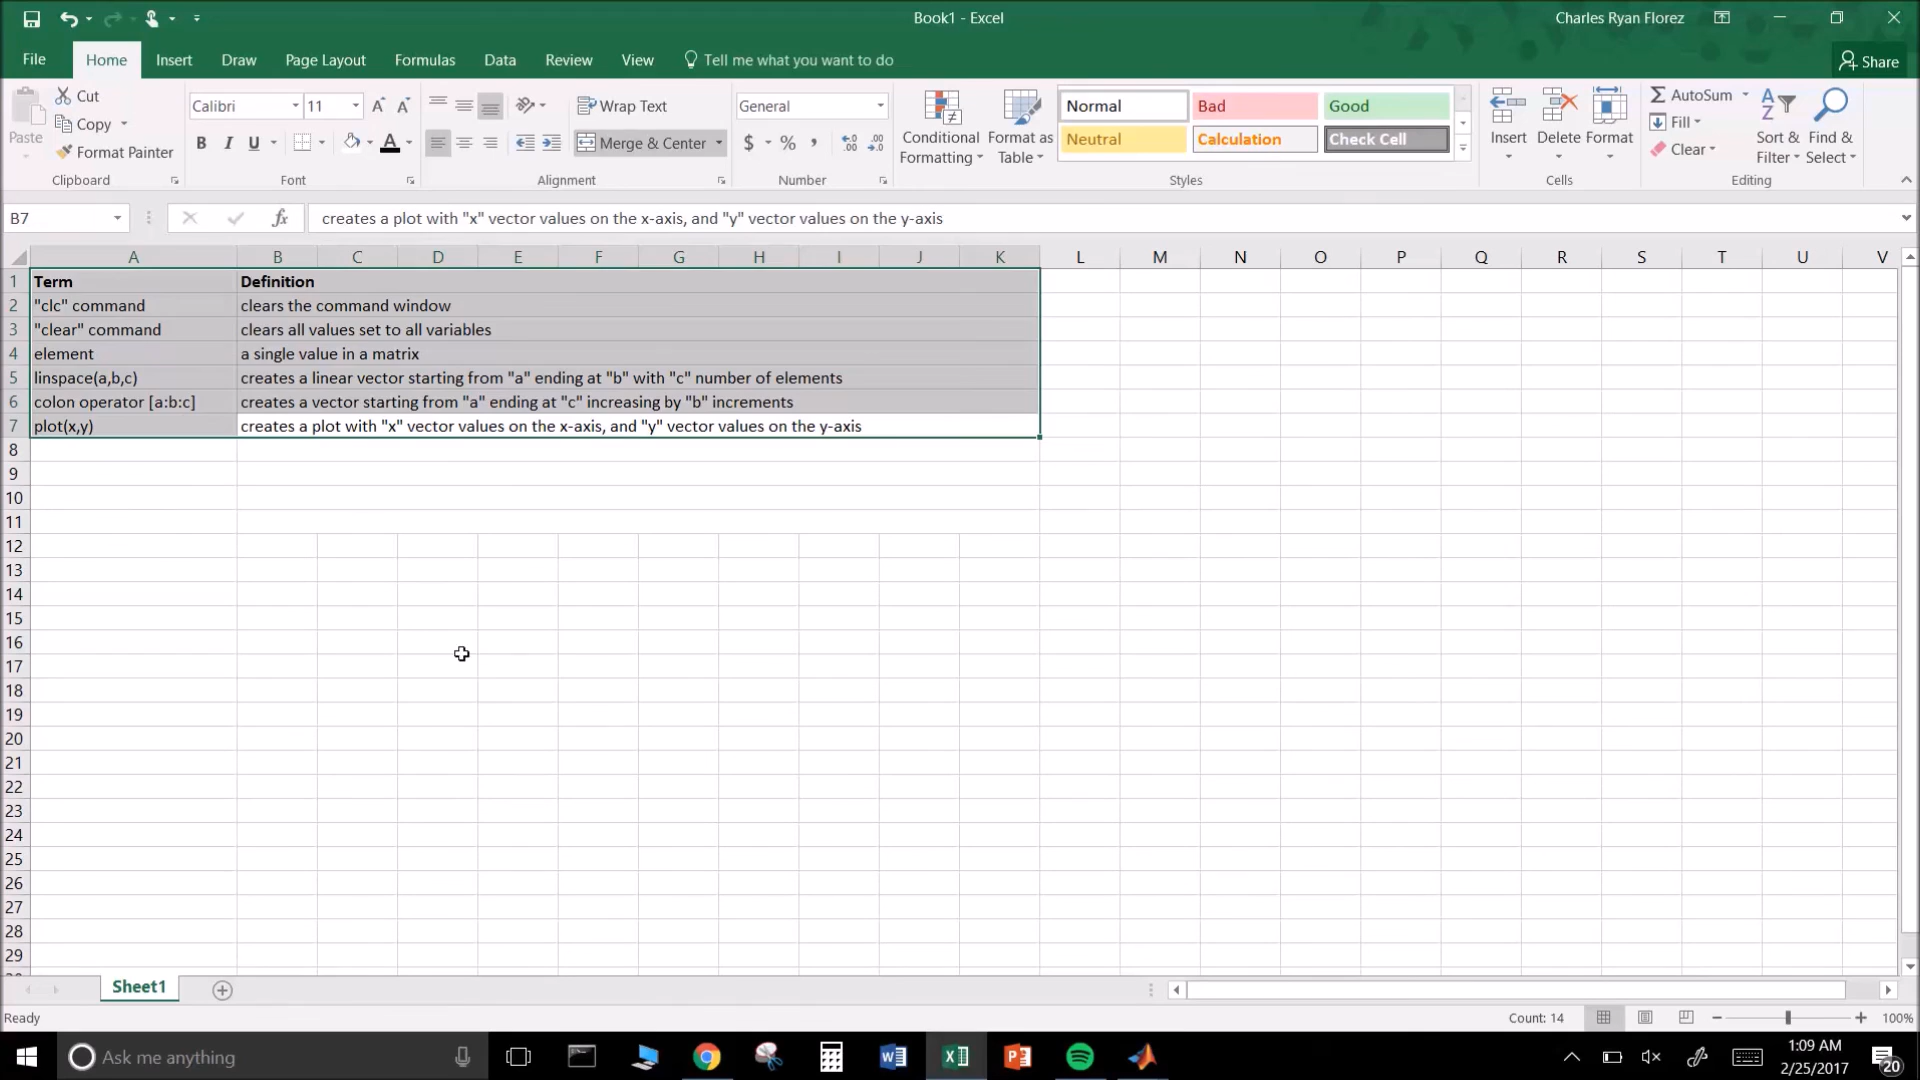 Book1 - Excel
Charles Ryan Florez
File Home Insert Draw Page Layout Formulas Data Review View Tell me what you want to do Share
Paste
Cut
Copy
Format Painter
Clipboard
Calibri 11
B I U
Font
Wrap Text
Merge & Center
Alignment
General
$ % ,
Number
Conditional Formatting
Format as Table
Normal Bad Good
Neutral Calculation Check Cell
Styles
Insert Delete Format
Cells
AutoSum
Fill
Clear
Sort & Filter
Find & Select
Editing
B7 fx creates a plot with "x" vector values on the x-axis, and "y" vector values on the y-axis
A B C D E F G H I J K L M N O P Q R S T U V
1 Term Definition
2 "clc" command clears the command window
3 "clear" command clears all values set to all variables
4 element a single value in a matrix
5 linspace(a,b,c) creates a linear vector starting from "a" ending at "b" with "c" number of elements
6 colon operator [a:b:c] creates a vector starting from "a" ending at "c" increasing by "b" increments
7 plot(x,y) creates a plot with "x" vector values on the x-axis, and "y" vector values on the y-axis
8
9
10
11
12
13
14
15
16
17
18
19
20
21
22
23
24
25
26
27
28
29
Sheet1
Ready Count: 14 100%
Ask me anything
1:09 AM
2/25/2017
20